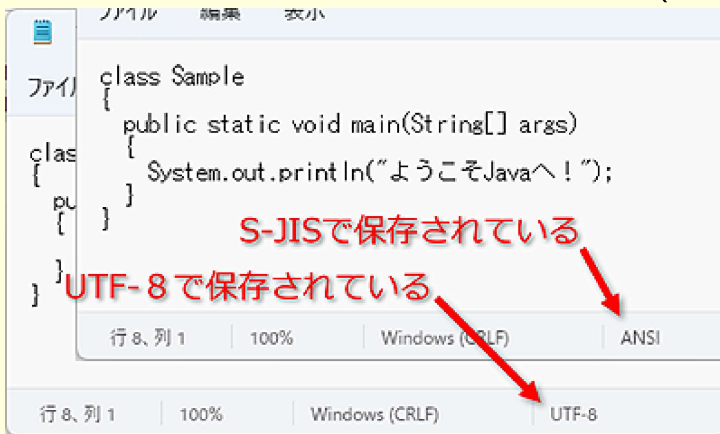 ファイル 編集 表示
class Sample
{
public static void main(String[] args)
{
System.out.println("ようこそJavaへ！");
}
}
S-JISで保存されている
行 8、列 1 100% Windows (CRLF) ANSI
ファイル
clas
{
pu
{
}
}
UTF-８で保存されている
行 8、列 1 100% Windows (CRLF) UTF-8